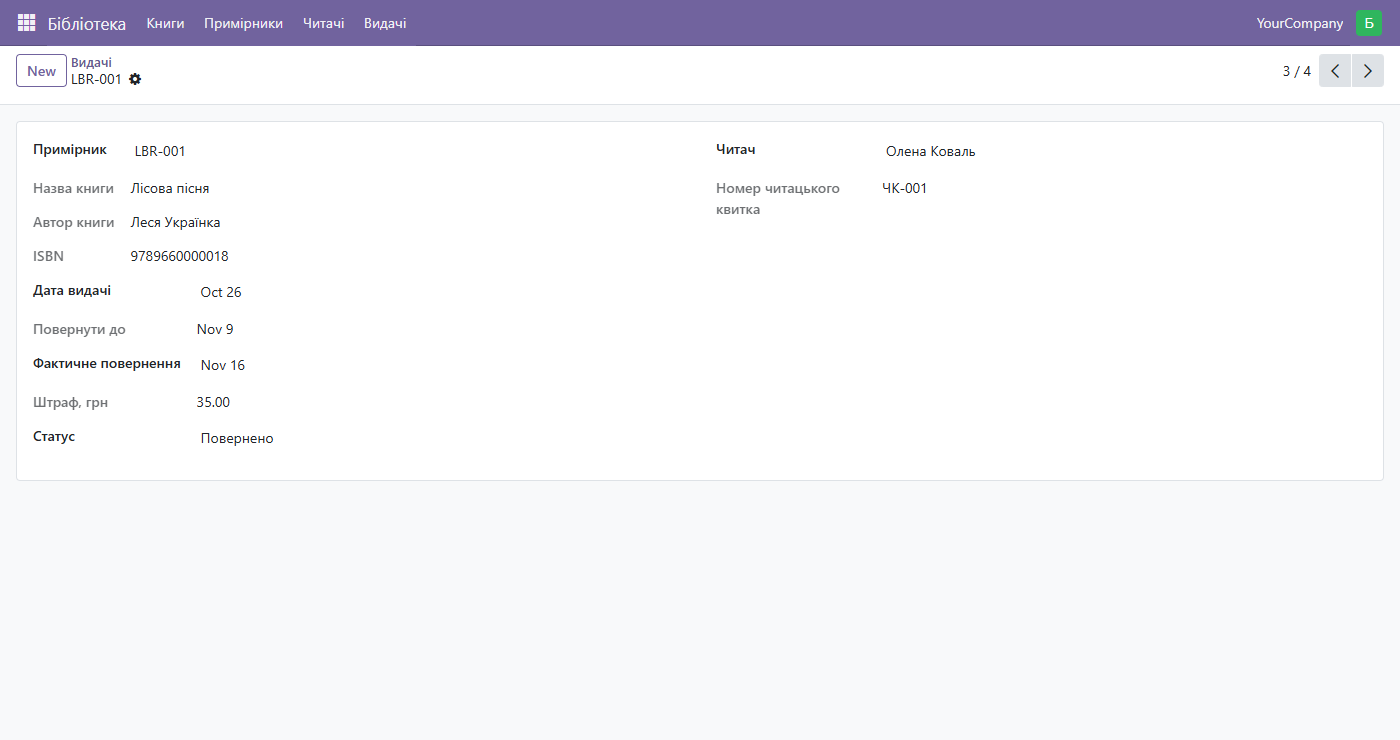 Бібліотека Книги Примірники Читачі Видачі YourCompany Б
New Видачі
LBR-001
3 / 4
Примірник LBR-001
Назва книги Лісова пісня
Автор книги Леся Українка
ISBN 9789660000018
Дата видачі Oct 26
Повернути до Nov 9
Фактичне повернення Nov 16
Штраф, грн 35.00
Статус Повернено
Читач Олена Коваль
Номер читацького ЧК-001
квитка